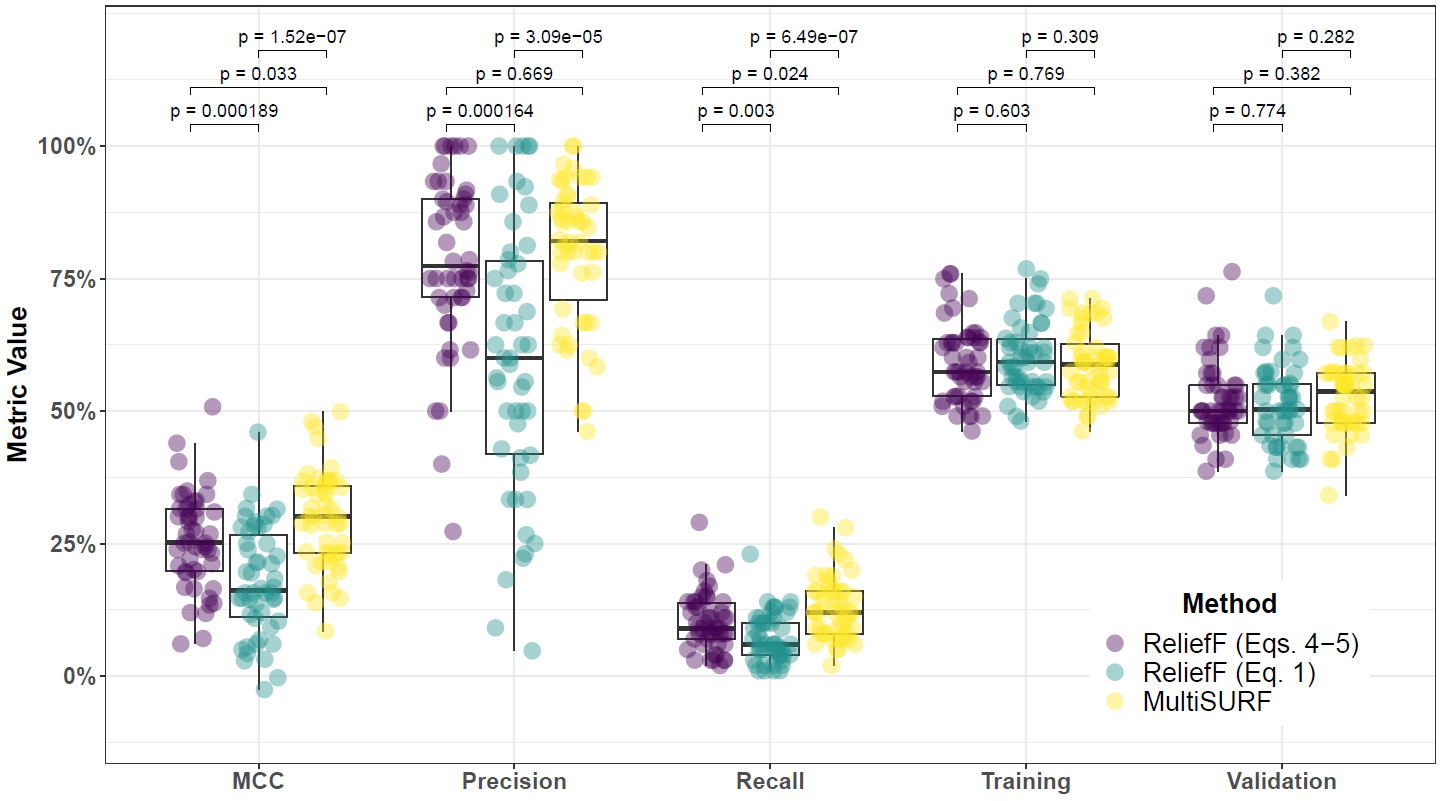 p = 1.52e−07
p = 3.09e−05
p = 6.49e−07
p = 0.309
p = 0.282
p = 0.033
p = 0.669
p = 0.024
p = 0.769
p = 0.382
p = 0.000189
p = 0.000164
p = 0.003
p = 0.603
p = 0.774
100%
75%
50%
25%
0%
Metric Value
Method
ReliefF (Eqs. 4−5)
ReliefF (Eq. 1)
MultiSURF
MCC
Precision
Recall
Training
Validation